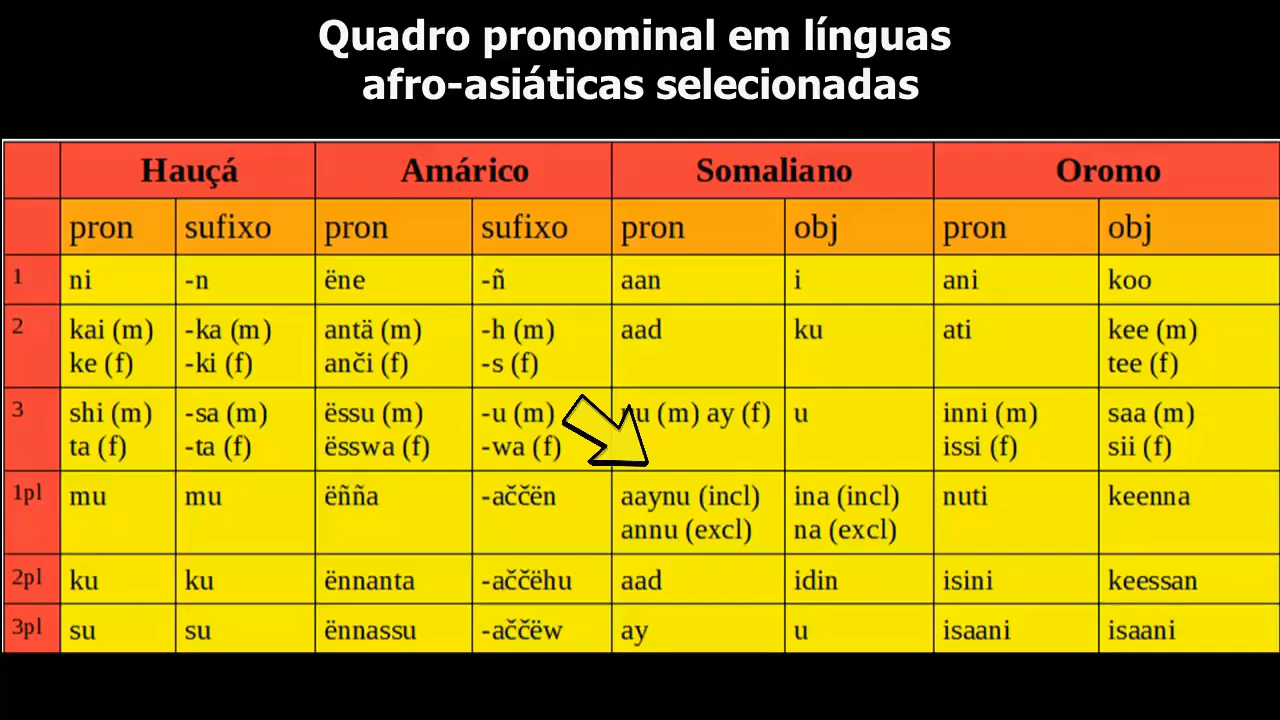 Quadro pronominal em línguas
afro-asiáticas selecionadas
Hauçá Amárico Somaliano Oromo
pron sufixo pron sufixo pron obj pron obj
1 ni -n ëne -ñ aan i ani koo
2 kai (m) -ka (m) antä (m) -h (m) aad ku ati kee (m)
ke (f) -ki (f) anči (f) -s (f) tee (f)
3 shi (m) -sa (m) ëssu (m) -u (m) (m) ay (f) u inni (m) saa (m)
ta (f) -ta (f) ësswa (f) -wa (f) issi (f) sii (f)
1pl mu mu ëñña -aččën aaynu (incl) ina (incl) nuti keenna
annu (excl) na (excl)
2pl ku ku ënnanta -aččëhu aad idin isini keessan
3pl su su ënnassu -aččëw ay u isaani isaani